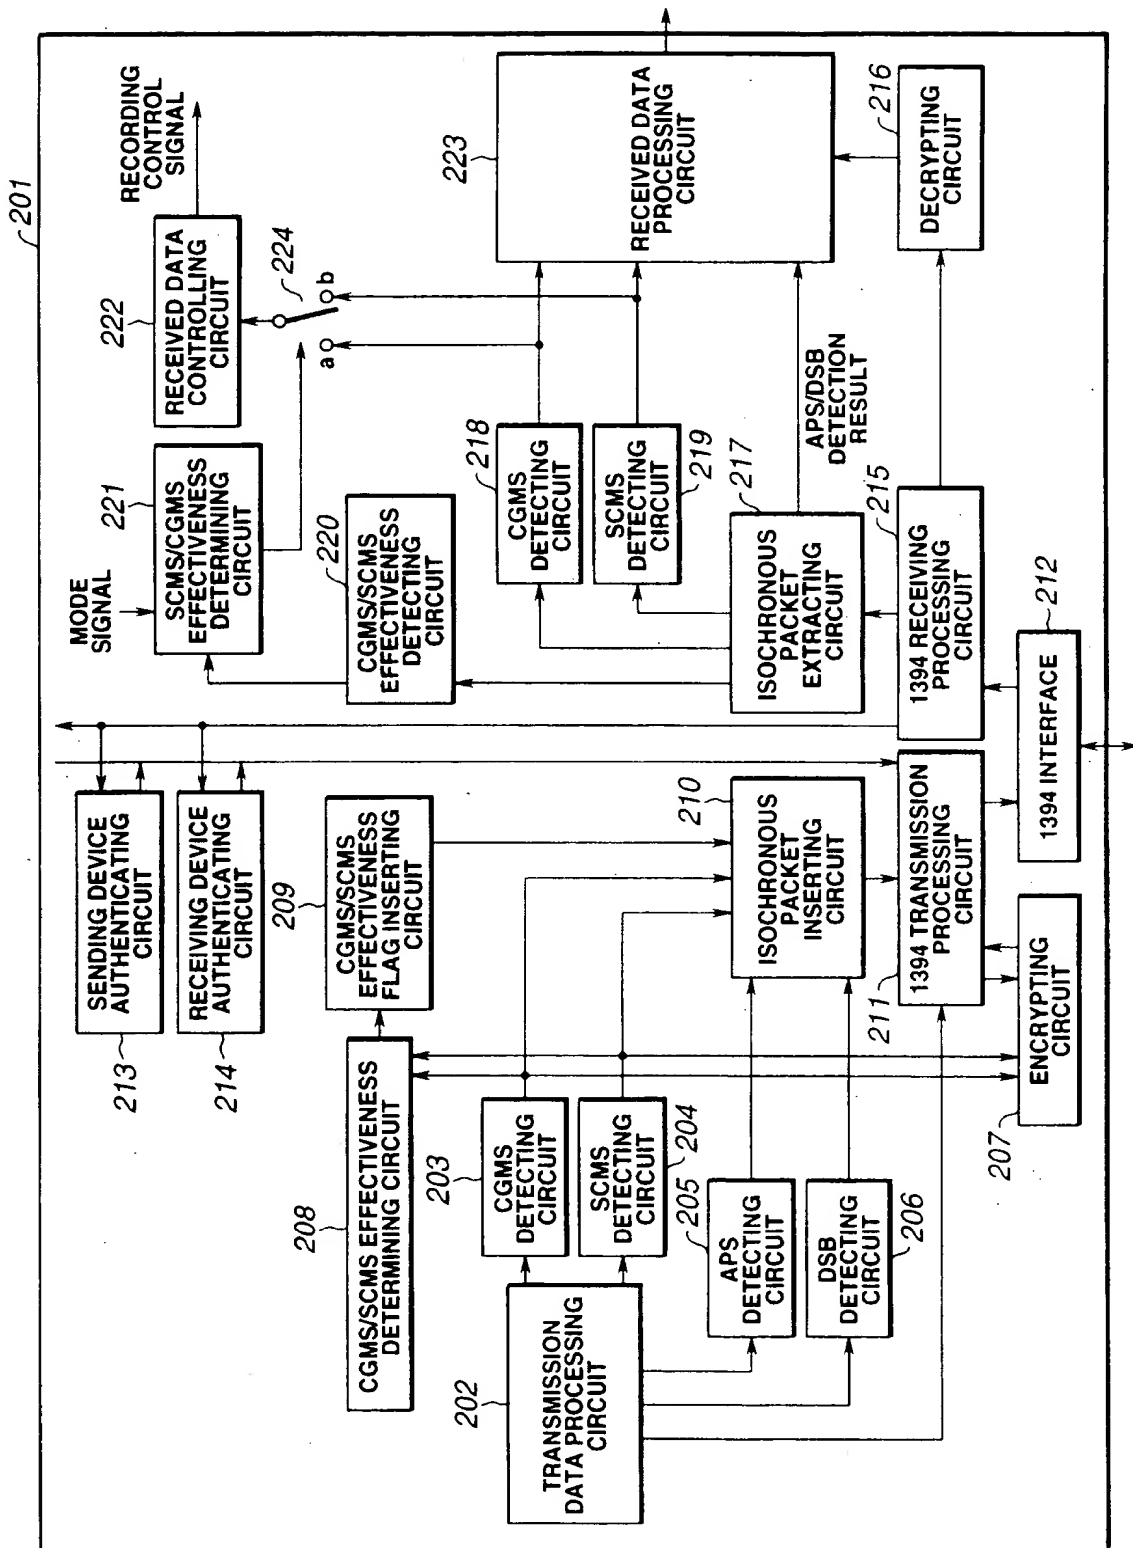 201
TRANSMISSION
DATA PROCESSING
CIRCUIT
202
CGMS
DETECTING
CIRCUIT
203
SCMS
DETECTING
CIRCUIT
204
APS
DETECTING
CIRCUIT
205
DSB
DETECTING
CIRCUIT
206
ENCRYPTING
CIRCUIT
207
CGMS/SCMS EFFECTIVENESS
DETERMINING CIRCUIT
208
CGMS/SCMS
EFFECTIVENESS
FLAG INSERTING
CIRCUIT
209
ISOCHRONOUS
PACKET
INSERTING
CIRCUIT
210
1394 TRANSMISSION
PROCESSING
CIRCUIT
211
1394 INTERFACE
212
SENDING DEVICE
AUTHENTICATING
CIRCUIT
213
RECEIVING DEVICE
AUTHENTICATING
CIRCUIT
214
1394 RECEIVING
PROCESSING
CIRCUIT
215
DECRYPTING
CIRCUIT
216
ISOCHRONOUS
PACKET
EXTRACTING
CIRCUIT
217
APS/DSB
DETECTION
RESULT
CGMS
DETECTING
CIRCUIT
218
SCMS
DETECTING
CIRCUIT
219
CGMS/SCMS
EFFECTIVENESS
DETECTING
CIRCUIT
220
MODE
SIGNAL
SCMS/CGMS
EFFECTIVENESS
DETERMINING
CIRCUIT
221
RECEIVED DATA
CONTROLLING
CIRCUIT
222
RECORDING
CONTROL
SIGNAL
224
a
b
RECEIVED DATA
PROCESSING
CIRCUIT
223